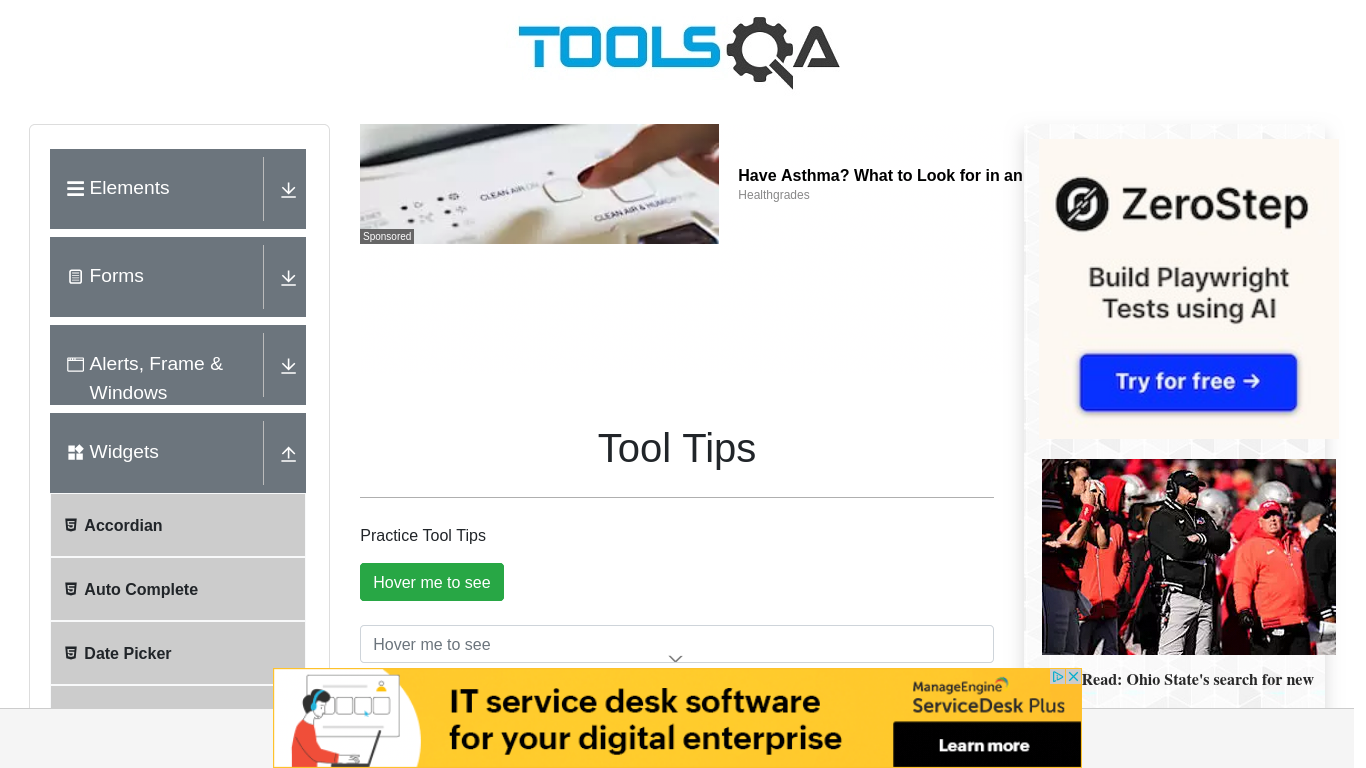 TOOLSQA
Elements
Forms
Alerts, Frame &
Windows
Widgets
Accordian
Auto Complete
Date Picker
CLEAN AIR ON
CLEAN AIR &
Sponsored
Have Asthma? What to Look for in an
Healthgrades
Tool Tips
Practice Tool Tips
Hover me to see
Hover me to see
ZeroStep
Build Playwright
Tests using AI
Try for free →
Read: Ohio State's search for new
IT service desk software
for your digital enterprise
ManageEngine
ServiceDesk Plus
Learn more